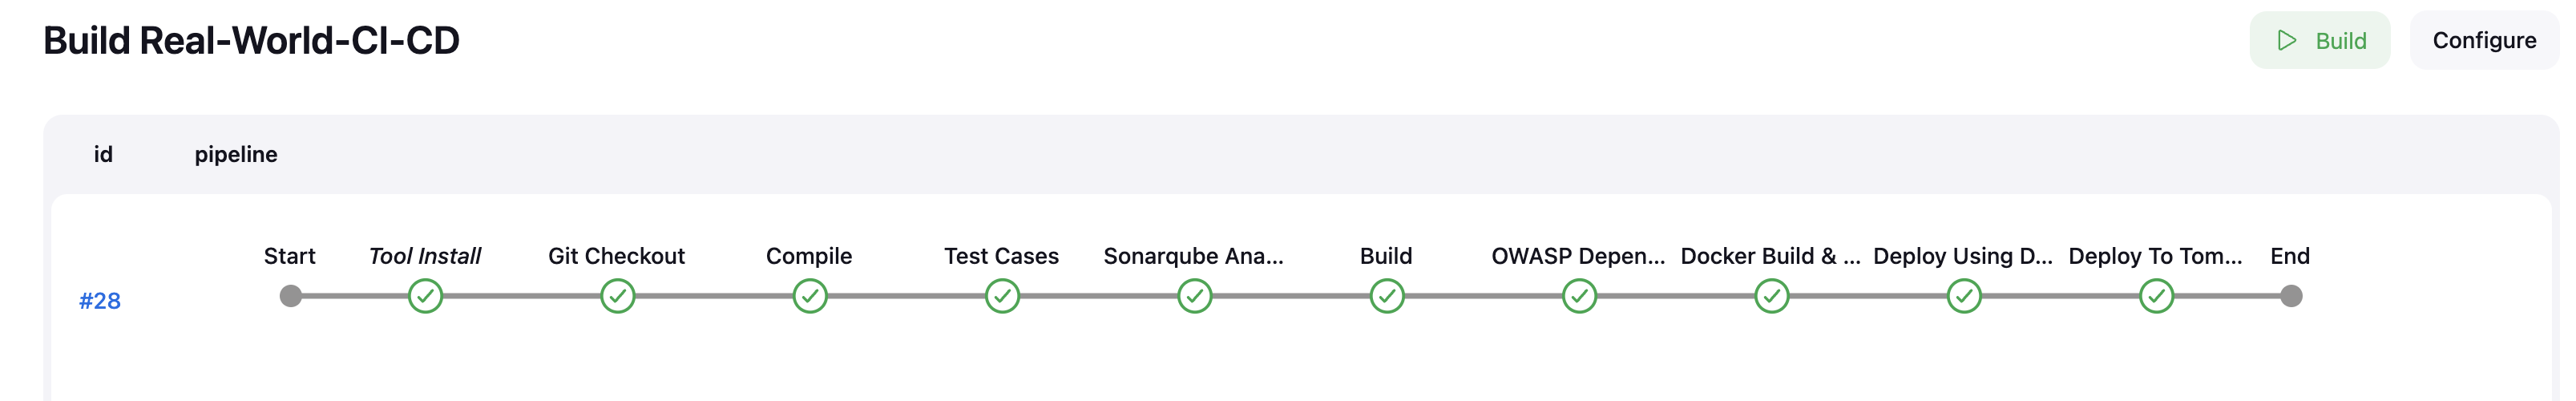 Build Real-World-CI-CD
Build
Configure
id pipeline
Start Tool Install Git Checkout Compile Test Cases Sonarqube Ana... Build OWASP Depen... Docker Build & ... Deploy Using D... Deploy To Tom... End
#28